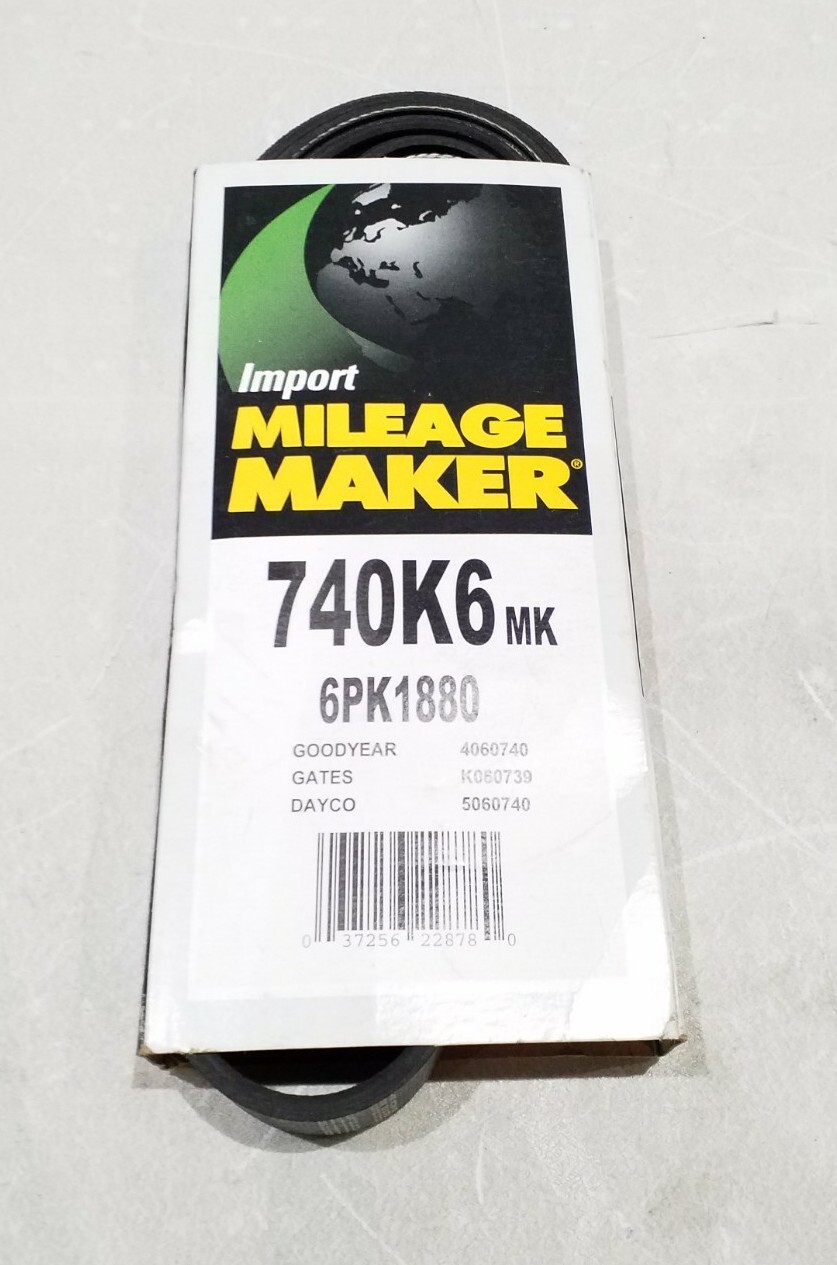 Import
MILEAGE
MAKER®
740K6 MK
6PK1880
GOODYEAR 4060740
GATES K060739
DAYCO 5060740
0 37256 22878 0